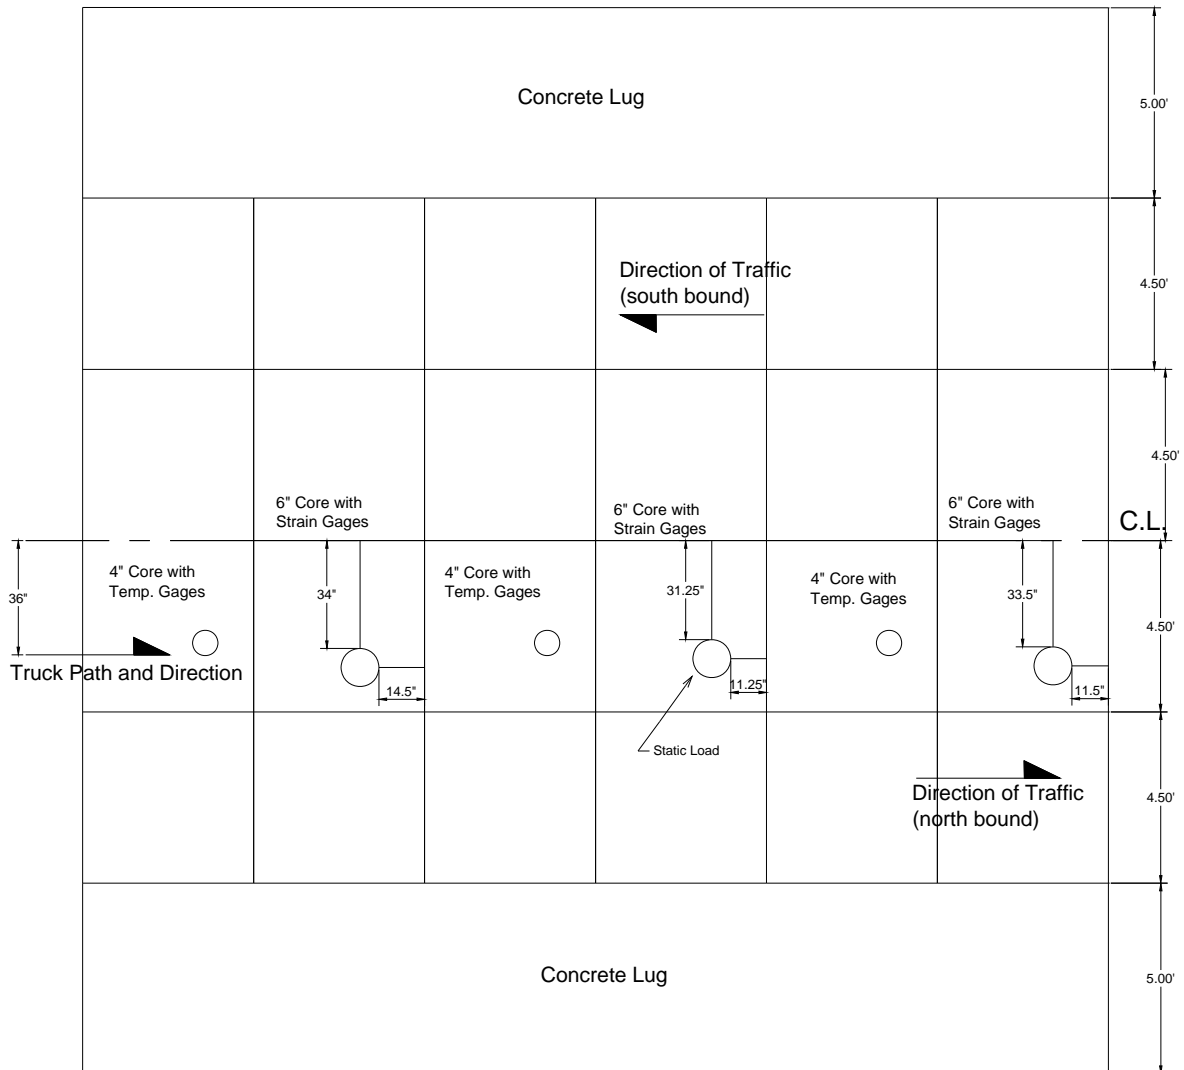 Concrete Lug
5.00'
Direction of Traffic
(south bound)
4.50'
4.50'
6" Core with
Strain Gages
6" Core with
Strain Gages
6" Core with
Strain Gages
C.L.
36"
4" Core with
Temp. Gages
34"
4" Core with
Temp. Gages
31.25"
4" Core with
Temp. Gages
33.5"
4.50'
Truck Path and Direction
14.5"
11.25"
11.5"
Static Load
Direction of Traffic
(north bound)
4.50'
Concrete Lug
5.00'